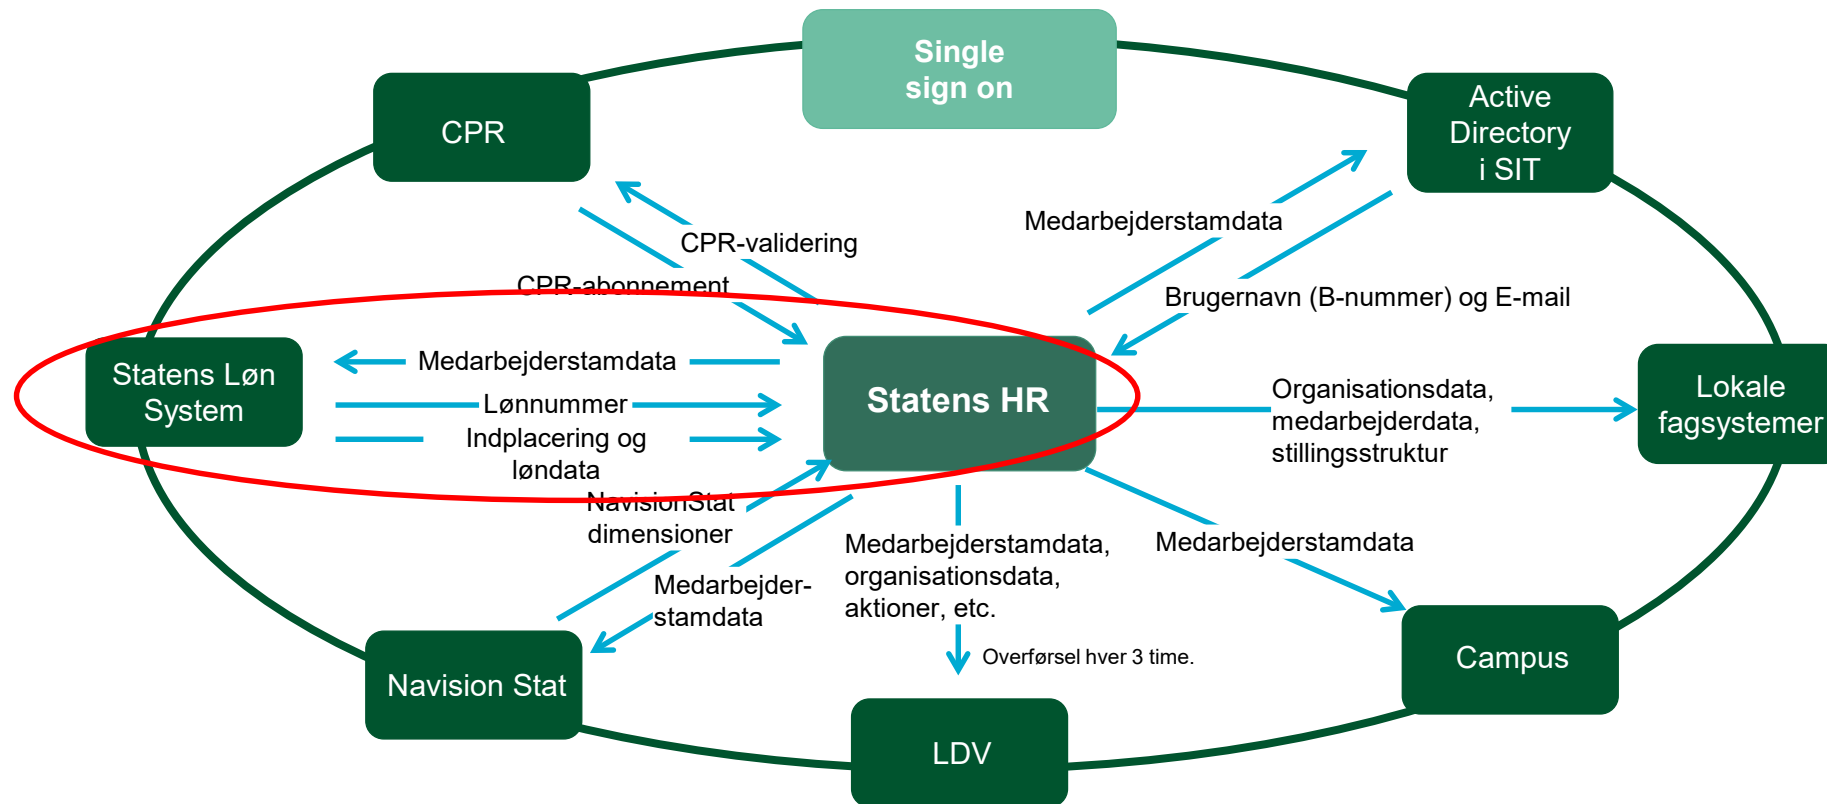 Single
sign on
CPR
Active
Directory
i SIT
Medarbejderstamdata
CPR-validering
CPR-abonnement
Brugernavn (B-nummer) og E-mail
Statens Løn
System
Medarbejderstamdata
Lønnummer
Indplacering og
løndata
Statens HR
Organisationsdata,
medarbejderdata,
stillingsstruktur
Lokale
fagsystemer
NavisionStat
dimensioner
Medarbejder-
stamdata
Medarbejderstamdata,
organisationsdata,
aktioner, etc.
Medarbejderstamdata
Overførsel hver 3 time.
Navision Stat
Campus
LDV